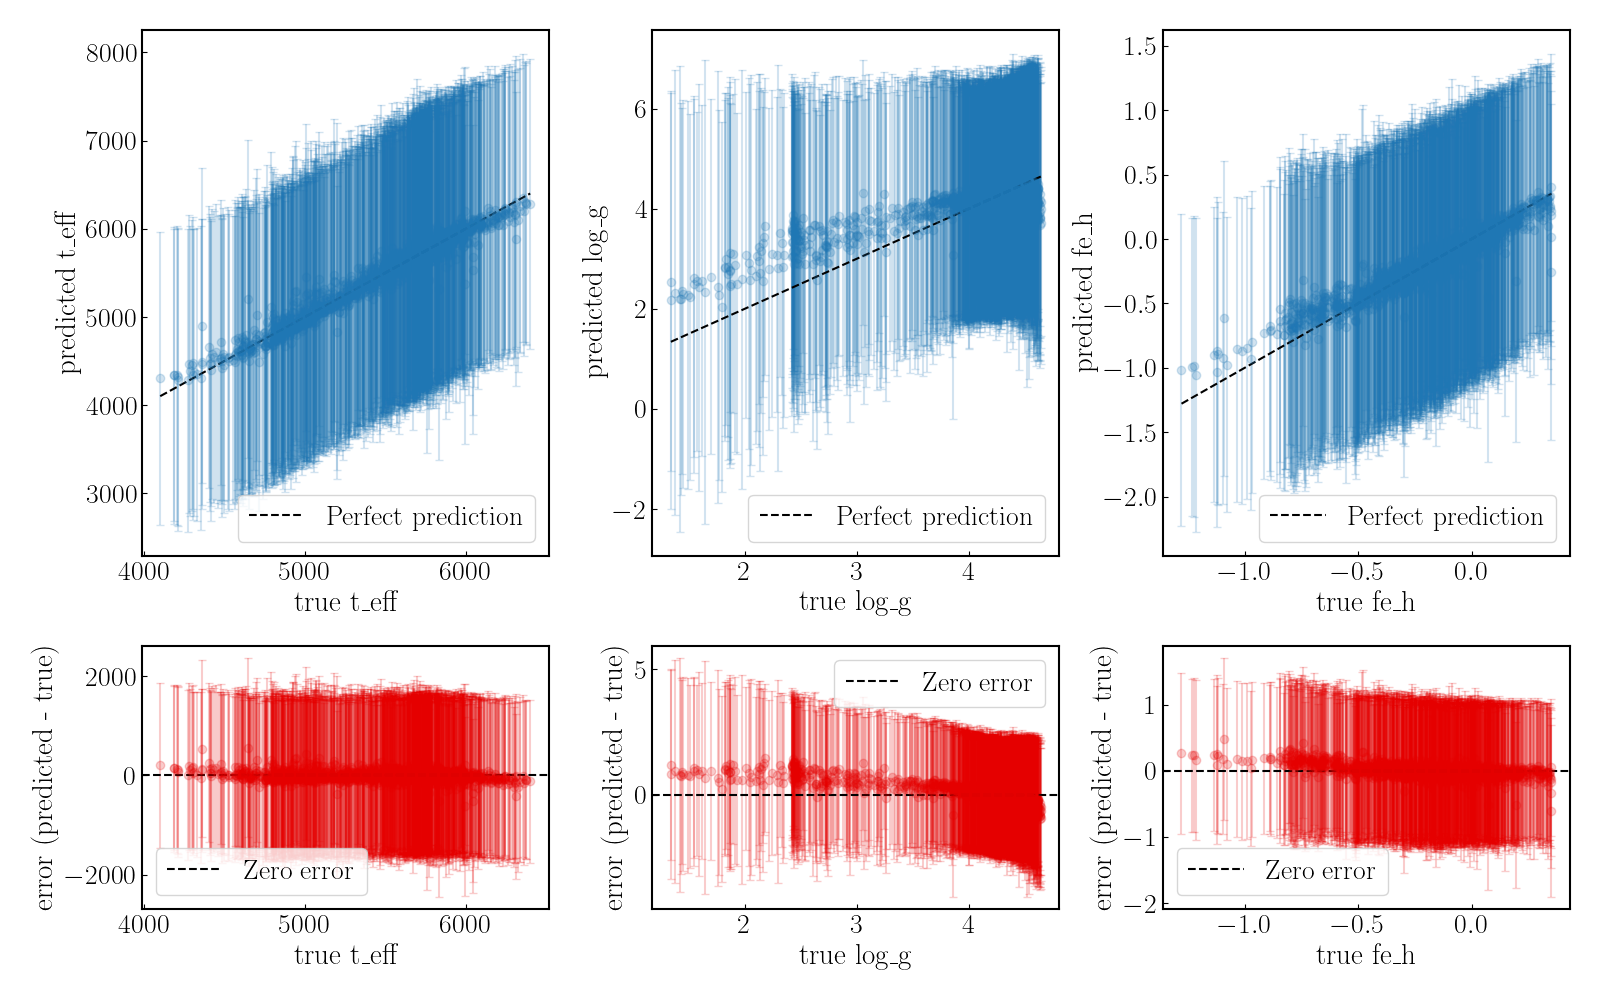 predicted t_eff
8000
7000
6000
5000
4000
3000
4000
5000
6000
true t_eff
Perfect prediction
predicted log_g
6
4
2
0
−2
2
3
4
true log_g
Perfect prediction
predicted fe_h
1.5
1.0
0.5
0.0
−0.5
−1.0
−1.5
−2.0
−1.0
−0.5
0.0
true fe_h
Perfect prediction
error (predicted - true)
2000
0
−2000
4000
5000
6000
true t_eff
Zero error
error (predicted - true)
5
0
2
3
4
true log_g
Zero error
error (predicted - true)
1
0
−1
−2
−1.0
−0.5
0.0
true fe_h
Zero error